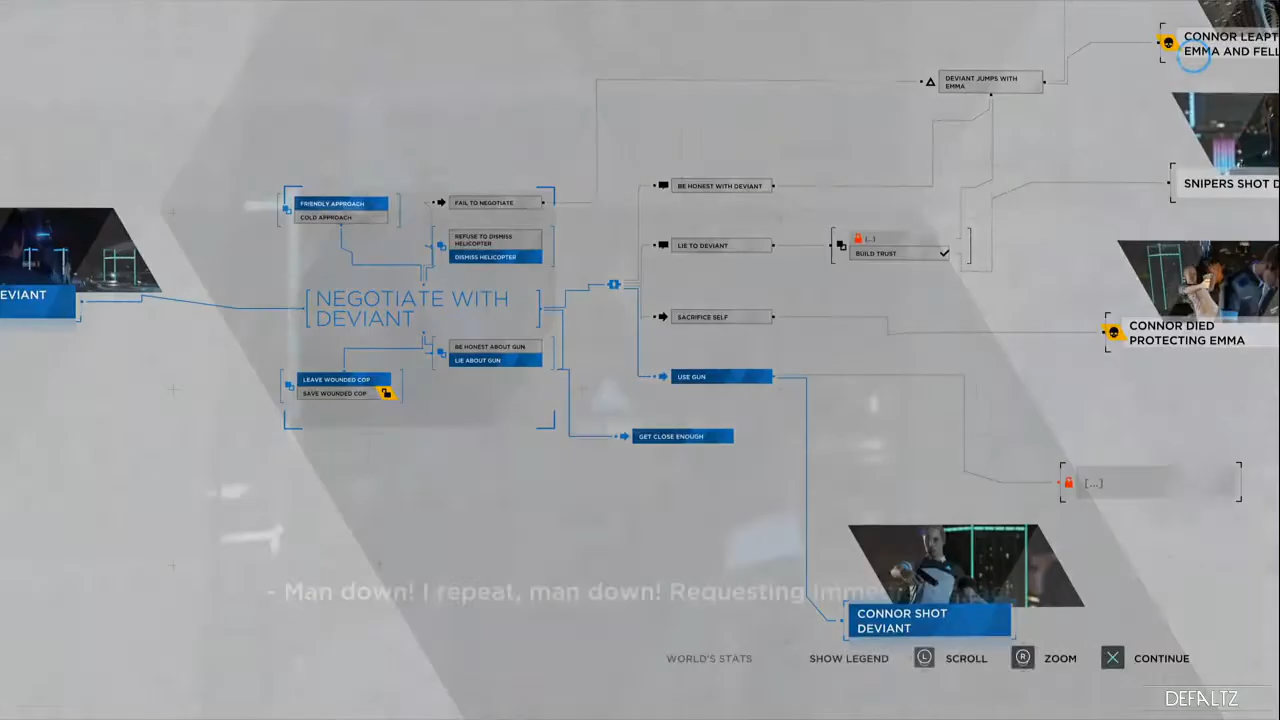 CONNOR LEAPT
EMMA AND FELL
DEVIANT JUMPS WITH
EMMA
SNIPERS SHOT D
BE HONEST WITH DEVIANT
FRIENDLY APPROACH
COLD APPROACH
FAIL TO NEGOTIATE
REFUSE TO DISMISS
HELICOPTER
DISMISS HELICOPTER
LIE TO DEVIANT
(...)
BUILD TRUST
EVIANT
NEGOTIATE WITH
DEVIANT
SACRIFICE SELF
CONNOR DIED
PROTECTING EMMA
BE HONEST ABOUT GUN
LIE ABOUT GUN
LEAVE WOUNDED COP
SAVE WOUNDED COP
USE GUN
GET CLOSE ENOUGH
[...]
- Man down! I repeat, man down! Requesting
CONNOR SHOT
DEVIANT
WORLD'S STATS
SHOW LEGEND
L SCROLL
R ZOOM
CONTINUE
DEFALTZ